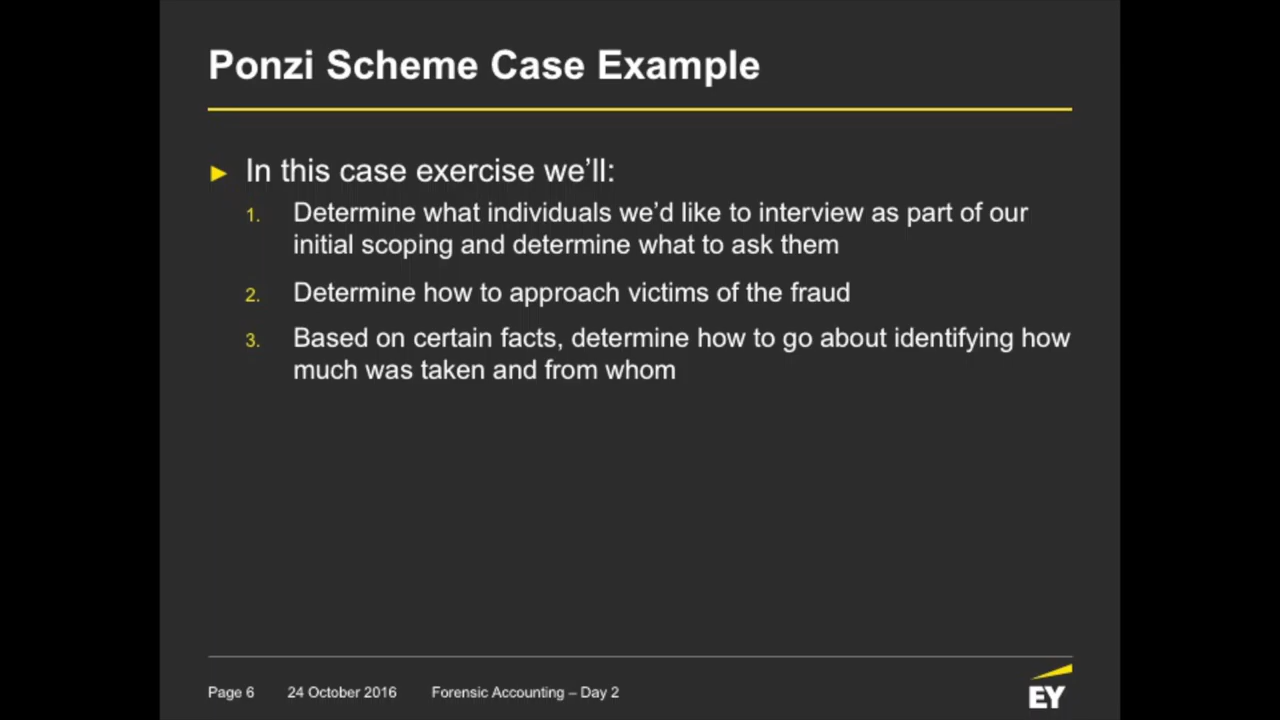 Ponzi Scheme Case Example
► In this case exercise we’ll:
1. Determine what individuals we’d like to interview as part of our
initial scoping and determine what to ask them
2. Determine how to approach victims of the fraud
3. Based on certain facts, determine how to go about identifying how
much was taken and from whom
Page 6 24 October 2016 Forensic Accounting – Day 2
EY